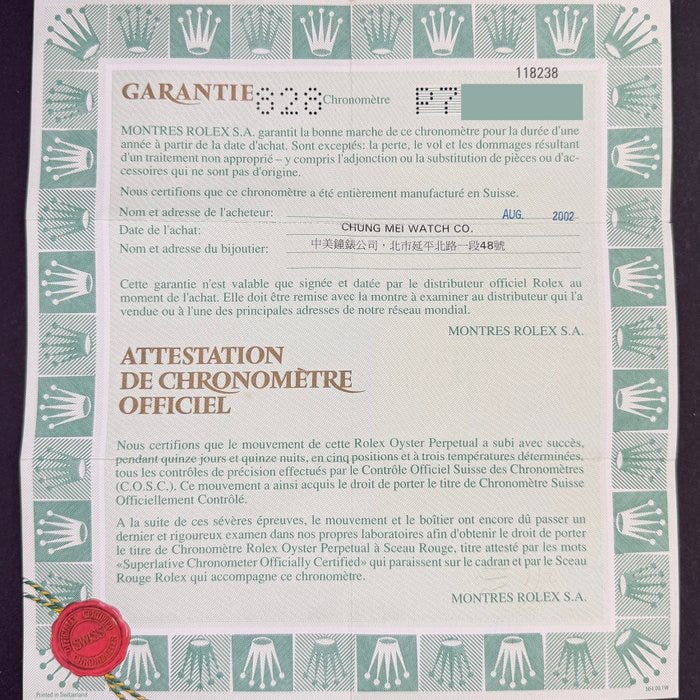 118238
GARANTIE 628 Chronomètre P7
MONTRES ROLEX S.A. garantit la bonne marche de ce chronomètre pour la durée d'une
année à partir de la date d'achat. Sont exceptés: la perte, le vol et les dommages résultant
d'un traitement non approprié – y compris l'adjonction ou la substitution de pièces ou d'ac-
cessoires qui ne sont pas d'origine.
Nous certifions que ce chronomètre a été entièrement manufacturé en Suisse.
Nom et adresse de l'acheteur: AUG. 2002
Date de l'achat: CHUNG MEI WATCH CO.
Nom et adresse du bijoutier: 中美鐘錶公司，北市延平北路一段48號
Cette garantie n'est valable que signée et datée par le distributeur officiel Rolex au
moment de l'achat. Elle doit être remise avec la montre à examiner au distributeur qui l'a
vendue ou à l'une des principales adresses de notre réseau mondial.
MONTRES ROLEX S.A.
ATTESTATION
DE CHRONOMÈTRE
OFFICIEL
Nous certifions que le mouvement de cette Rolex Oyster Perpetual a subi avec succès,
pendant quinze jours et quinze nuits, en cinq positions et à trois températures déterminées,
tous les contrôles de précision effectués par le Contrôle Officiel Suisse des Chronomètres
(C.O.S.C.). Ce mouvement a ainsi acquis le droit de porter le titre de Chronomètre Suisse
Officiellement Contrôlé.
A la suite de ces sévères épreuves, le mouvement et le boîtier ont encore dû passer un
dernier et rigoureux examen dans nos propres laboratoires afin d'obtenir le droit de porter
le titre de Chronomètre Rolex Oyster Perpetual à Sceau Rouge, titre attesté par les mots
«Superlative Chronometer Officially Certified» qui paraissent sur le cadran et par le Sceau
Rouge Rolex qui accompagne ce chronomètre.
MONTRES ROLEX S.A.
OFFICIALLY CERTIFIED
SWISS
CHRONOMETER
Printed in Switzerland